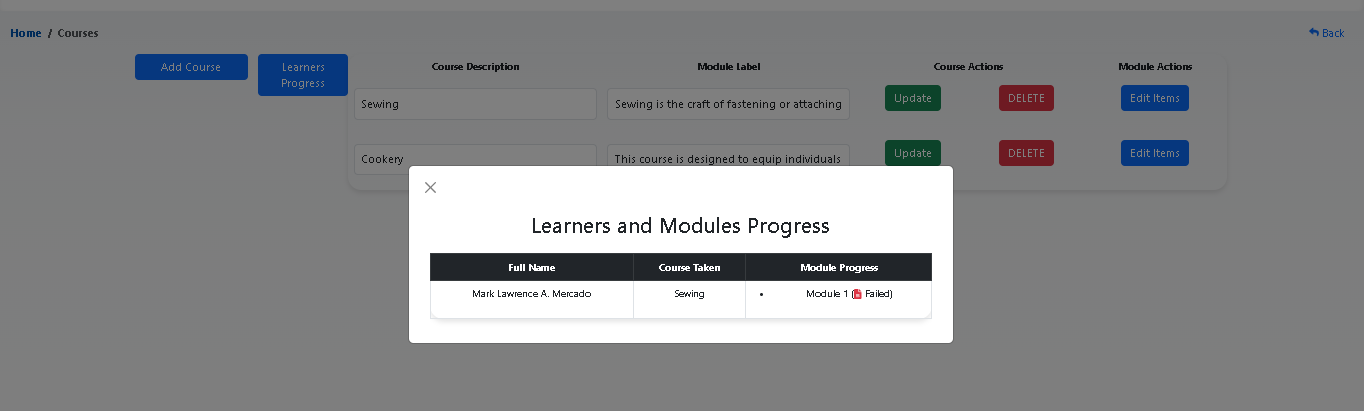 Home / Courses
Back
Add Course
Learners
Progress
Course Description Module Label Course Actions Module Actions
Sewing Sewing is the craft of fastening or attaching Update DELETE Edit Items
Cookery This course is designed to equip individuals Update DELETE Edit Items
Learners and Modules Progress
Full Name Course Taken Module Progress
Mark Lawrence A. Mercado Sewing • Module 1 ( Failed)